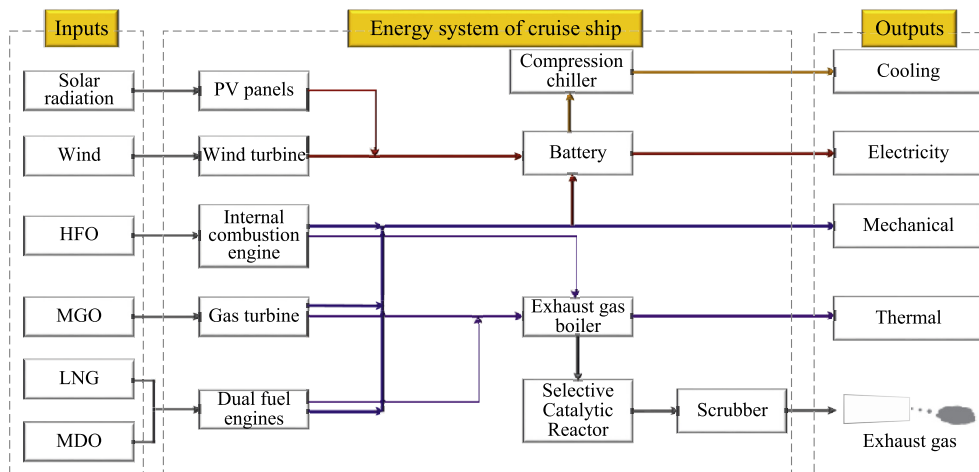 Inputs
Energy system of cruise ship
Outputs
Solar
radiation
PV panels
Compression
chiller
Cooling
Wind
Wind turbine
Battery
Electricity
HFO
Internal
combustion
engine
Mechanical
MGO
Gas turbine
Exhaust gas
boiler
Thermal
LNG
MDO
Dual fuel
engines
Selective
Catalytic
Reactor
Scrubber
Exhaust gas